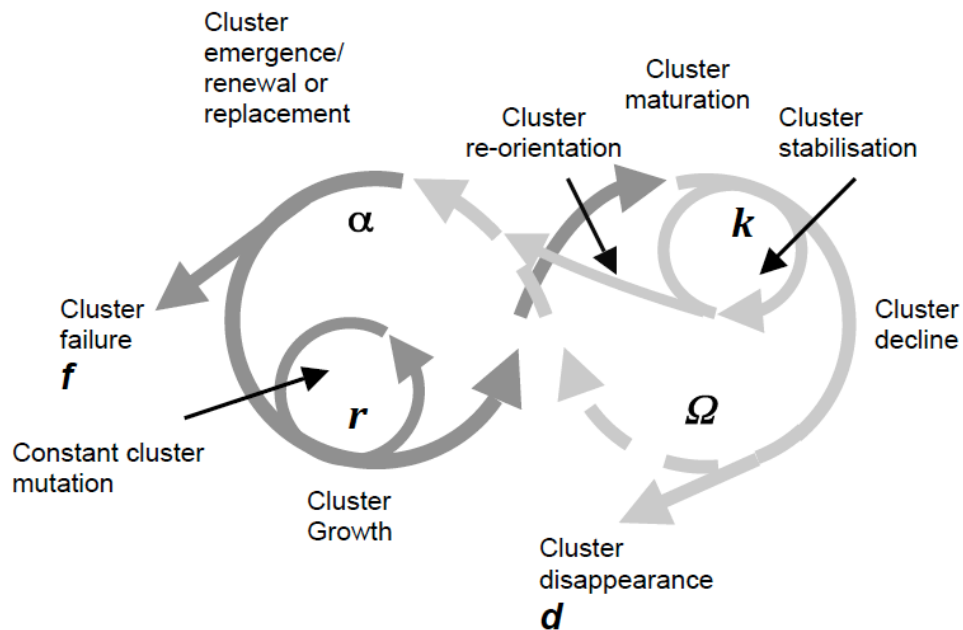 Cluster
emergence/
renewal or
replacement
Cluster
maturation
Cluster
re-orientation
Cluster
stabilisation
α
k
Cluster
failure
f
Cluster
decline
r
Ω
Constant cluster
mutation
Cluster
Growth
Cluster
disappearance
d